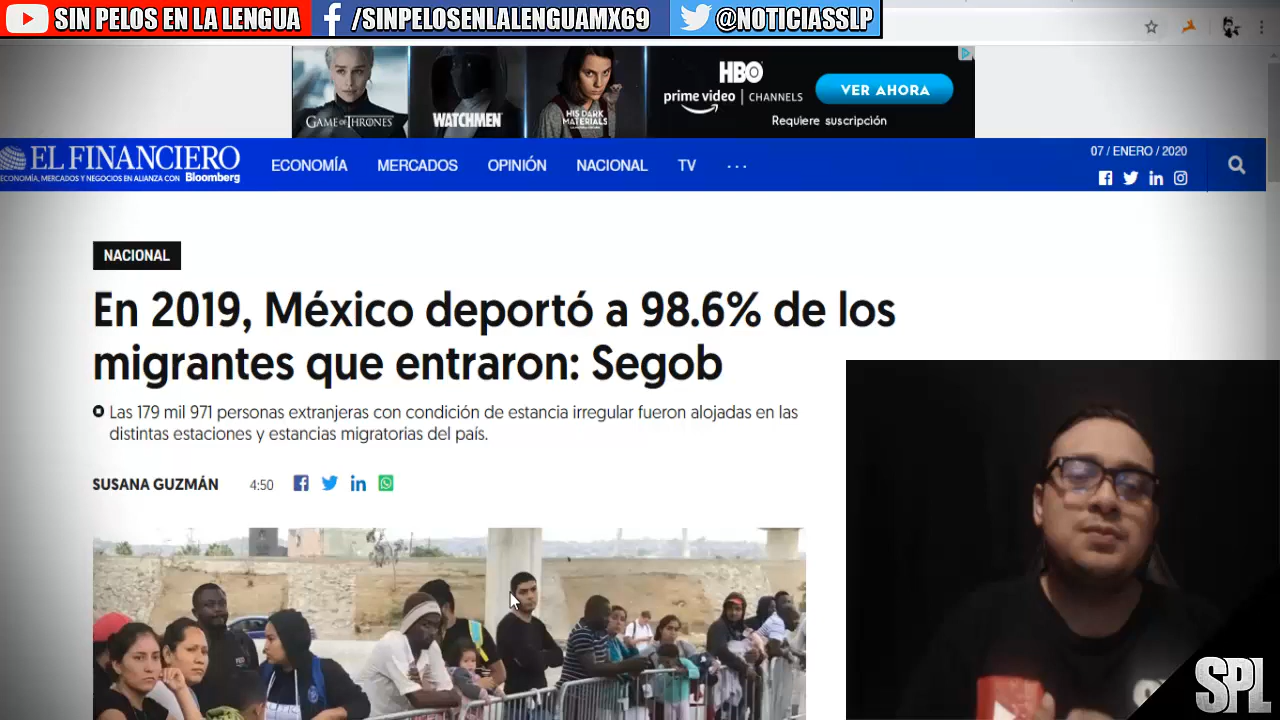 SIN PELOS EN LA LENGUA
/SINPELOSENLALENGUAMX69
@NOTICIASSLP
GAME OF THRONES
WATCHMEN
HIS DARK
MATERIALS
HBO
prime video | CHANNELS
VER AHORA
Requiere suscripción
EL FINANCIERO
ECONOMÍA, MERCADOS Y NEGOCIOS EN ALIANZA CON Bloomberg
ECONOMÍA
MERCADOS
OPINIÓN
NACIONAL
TV
...
07 / ENERO / 2020
NACIONAL
En 2019, México deportó a 98.6% de los
migrantes que entraron: Segob
Las 179 mil 971 personas extranjeras con condición de estancia irregular fueron alojadas en las
distintas estaciones y estancias migratorias del país.
SUSANA GUZMÁN
4:50
SPL